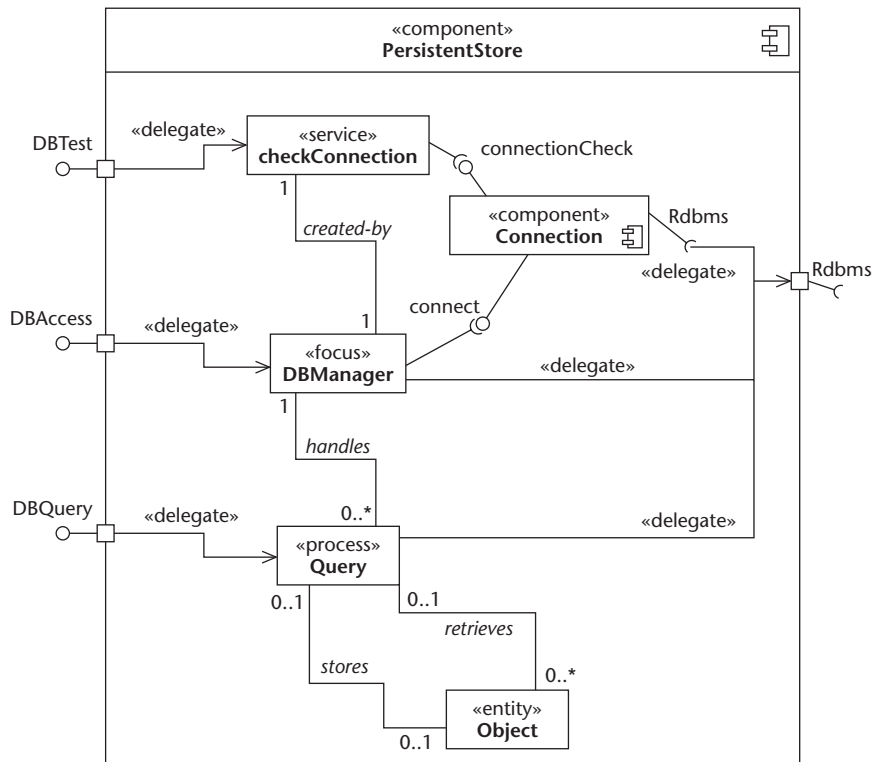 «component»
PersistentStore
DBTest
«delegate»
«service»
checkConnection
connectionCheck
1
created-by
1
«component»
Connection
Rdbms
«delegate»
Rdbms
connect
DBAccess
«delegate»
«focus»
DBManager
«delegate»
1
handles
0..*
DBQuery
«delegate»
«process»
Query
«delegate»
0..1
0..1
retrieves
stores
0..*
«entity»
Object
0..1